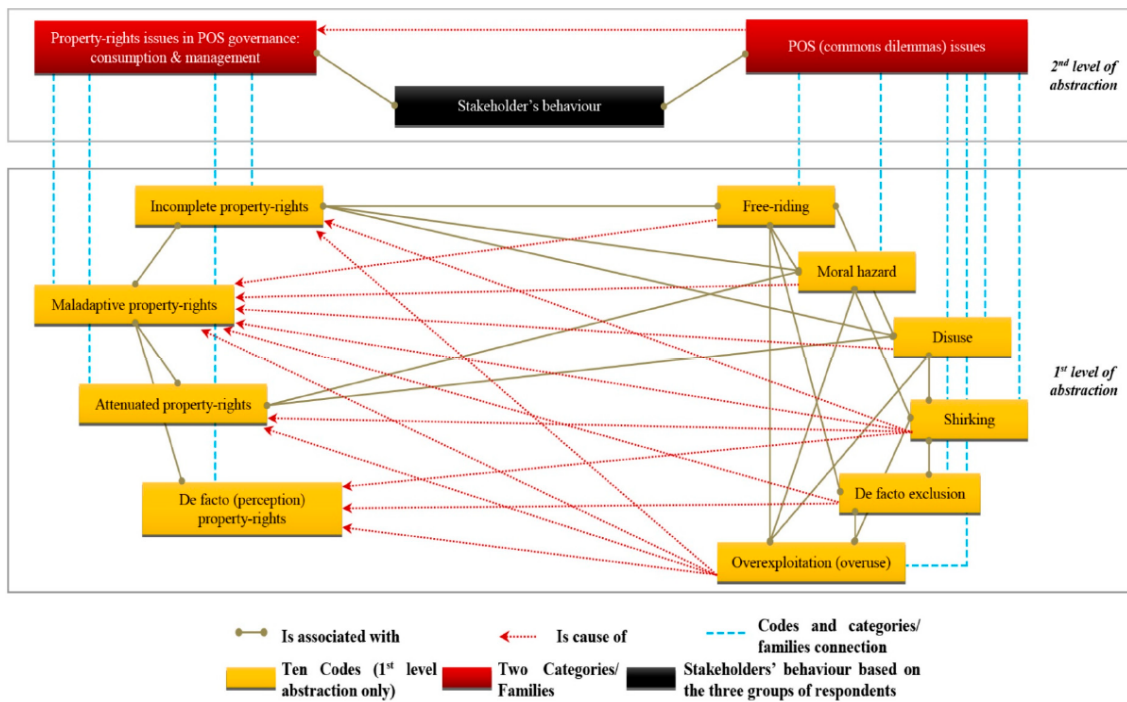 Property-rights issues in POS governance:
consumption & management
POS (commons dilemmas) issues
2nd level of
abstraction
Stakeholder's behaviour
Incomplete property-rights
Free-riding
Moral hazard
Maladaptive property-rights
Disuse
1st level of
abstraction
Attenuated property-rights
Shirking
De facto (perception)
property-rights
De facto exclusion
Overexploitation (overuse)
Is associated with
Is cause of
Codes and categories/
families connection
Ten Codes (1st level
abstraction only)
Two Categories/
Families
Stakeholders' behaviour based on
the three groups of respondents